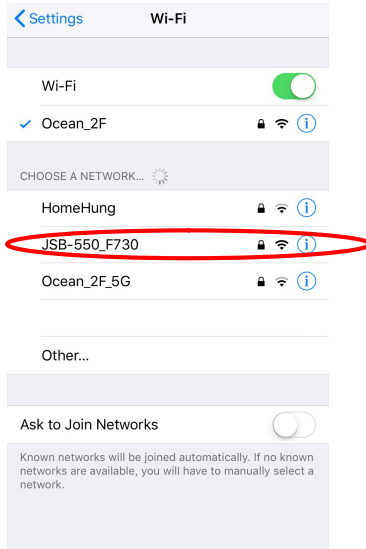 Settings
Wi-Fi
Wi-Fi
Ocean_2F
CHOOSE A NETWORK...
HomeHung
JSB-550_F730
Ocean_2F_5G
Other...
Ask to Join Networks
Known networks will be joined automatically. If no known
networks are available, you will have to manually select a
network.